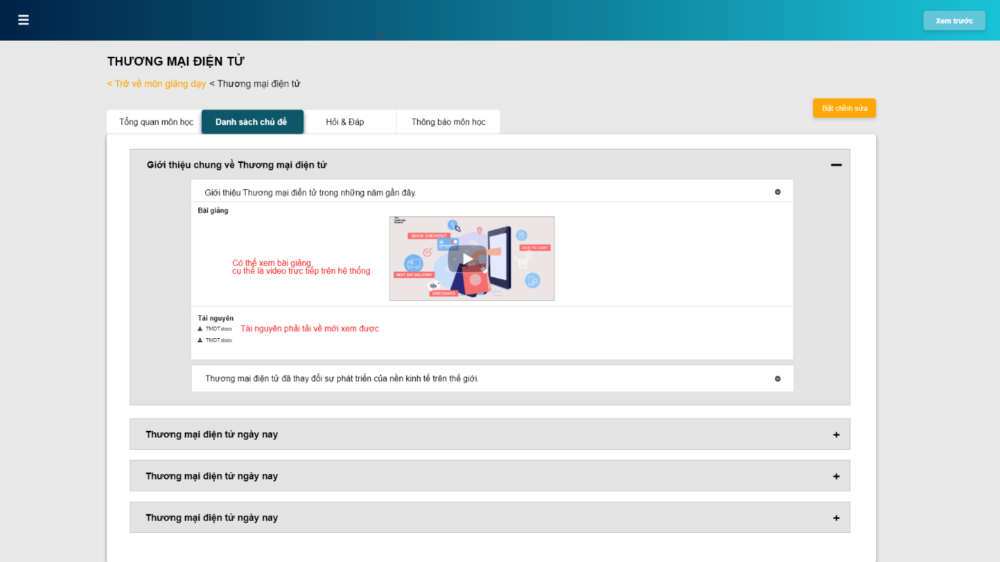 Xem trước
THƯƠNG MẠI ĐIỆN TỬ
< Trở về môn giảng dạy < Thương mại điện tử
Bật chỉnh sửa
Tổng quan môn học
Danh sách chủ đề
Hỏi & Đáp
Thông báo môn học
Giới thiệu chung về Thương mại điện tử
Giới thiệu Thương mại điển tử trong những năm gần đây.
Bài giảng
The
Leadership
Network
QUICK CHECKOUT
ADD TO CART
NEXT DAY DELIVERY
%
DISCOUNTS
Có thể xem bài giảng
cụ thể là video trực tiếp trên hệ thống
Tài nguyên
TMDT.docx
Tài nguyên phải tải về mới xem được
TMDT.docx
Thương mại điện tử đã thay đổi sự phát triển của nền kinh tế trên thế giới.
Thương mại điện tử ngày nay
Thương mại điện tử ngày nay
Thương mại điện tử ngày nay